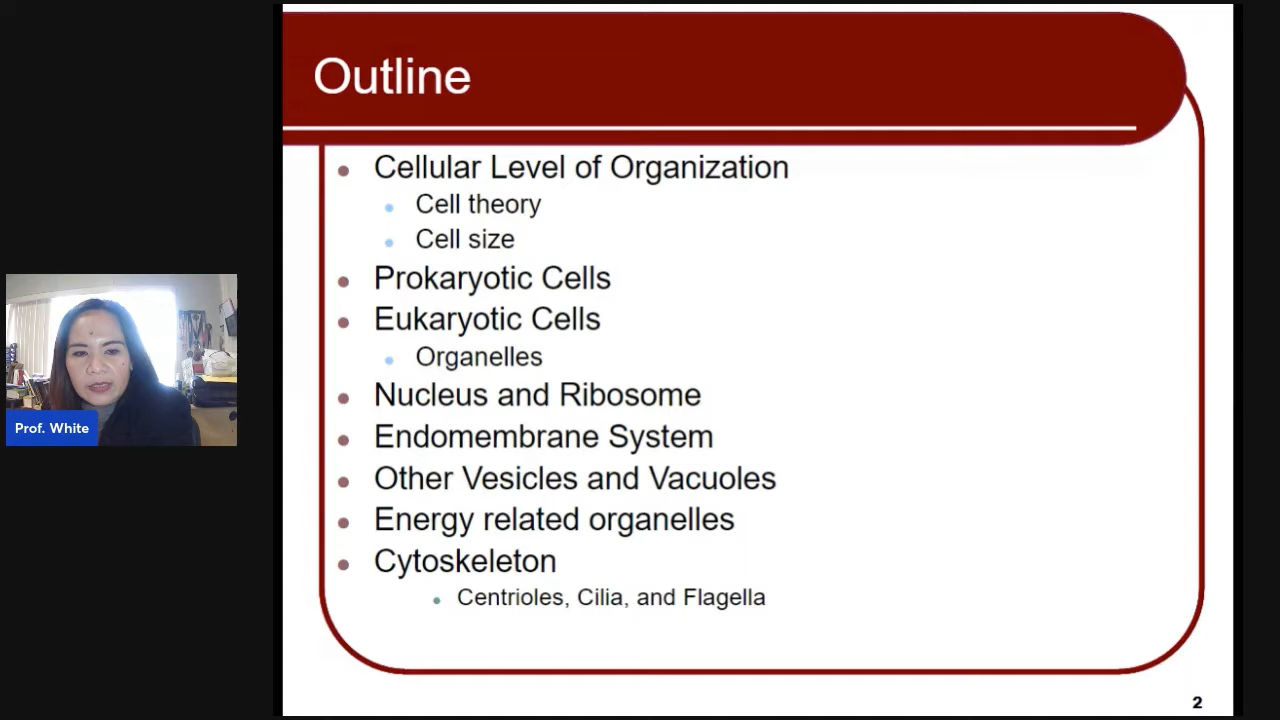 Outline
Cellular Level of Organization
Cell theory
Cell size
Prokaryotic Cells
Eukaryotic Cells
Organelles
Nucleus and Ribosome
Endomembrane System
Other Vesicles and Vacuoles
Energy related organelles
Cytoskeleton
Centrioles, Cilia, and Flagella
Prof. White
2